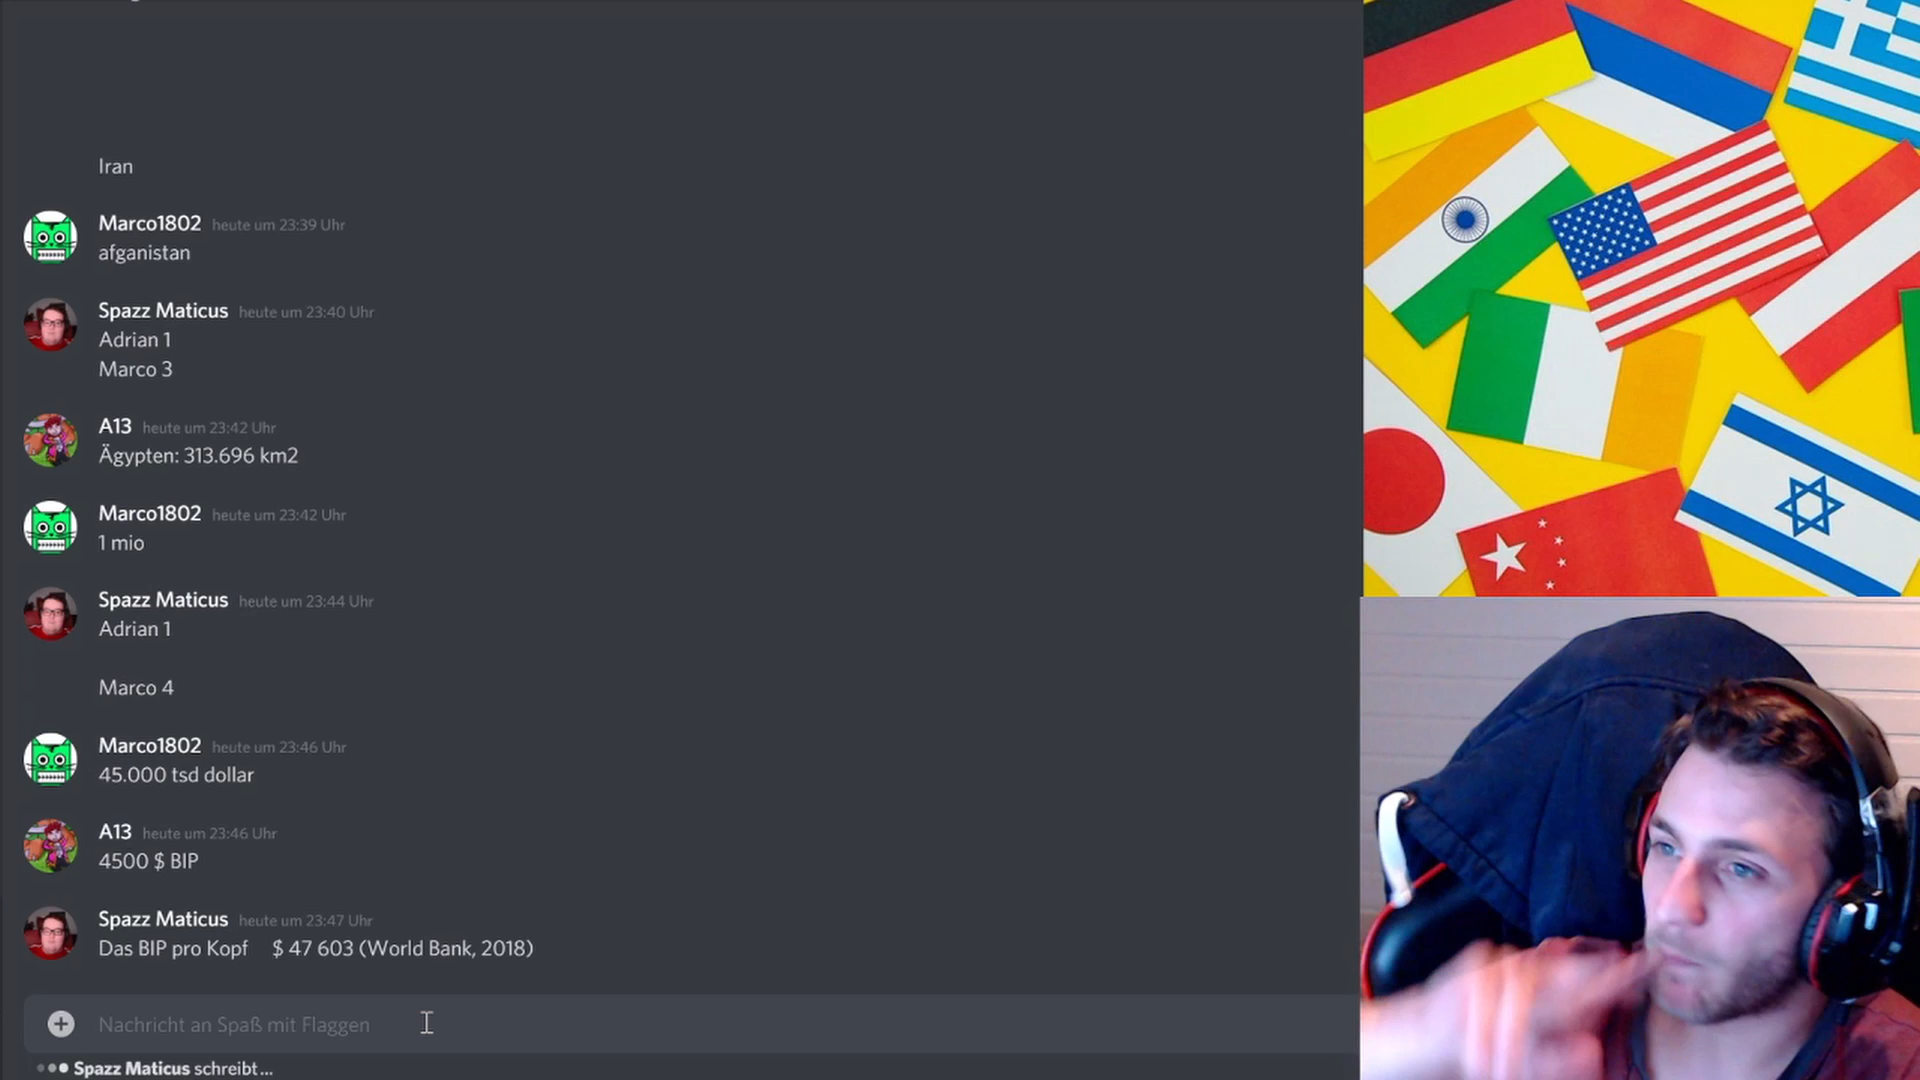 Iran
Marco1802 heute um 23:39 Uhr
afganistan
Spazz Maticus heute um 23:40 Uhr
Adrian 1
Marco 3
A13 heute um 23:42 Uhr
Ägypten: 313.696 km2
Marco1802 heute um 23:42 Uhr
1 mio
Spazz Maticus heute um 23:44 Uhr
Adrian 1
Marco 4
Marco1802 heute um 23:46 Uhr
45.000 tsd dollar
A13 heute um 23:46 Uhr
4500 $ BIP
Spazz Maticus heute um 23:47 Uhr
Das BIP pro Kopf $ 47 603 (World Bank, 2018)
Nachricht an Spaß mit Flaggen
Spazz Maticus schreibt...